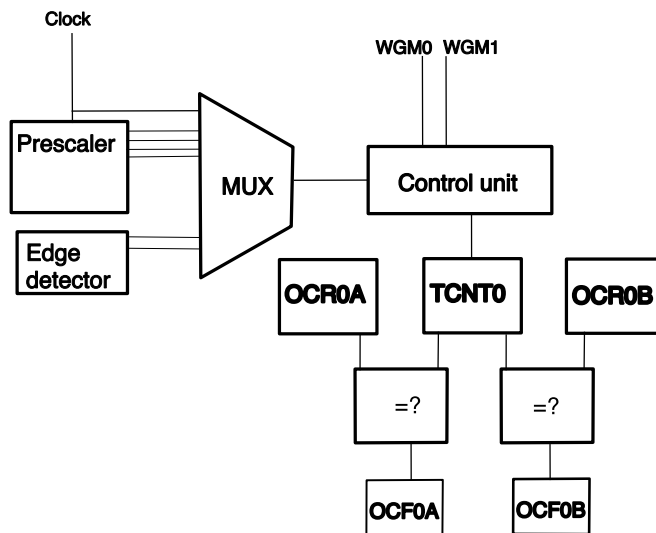 Clock
WGM0 WGM1
Prescaler
MUX
Control unit
Edge
detector
OCR0A
TCNT0
OCR0B
=?
=?
OCF0A
OCF0B